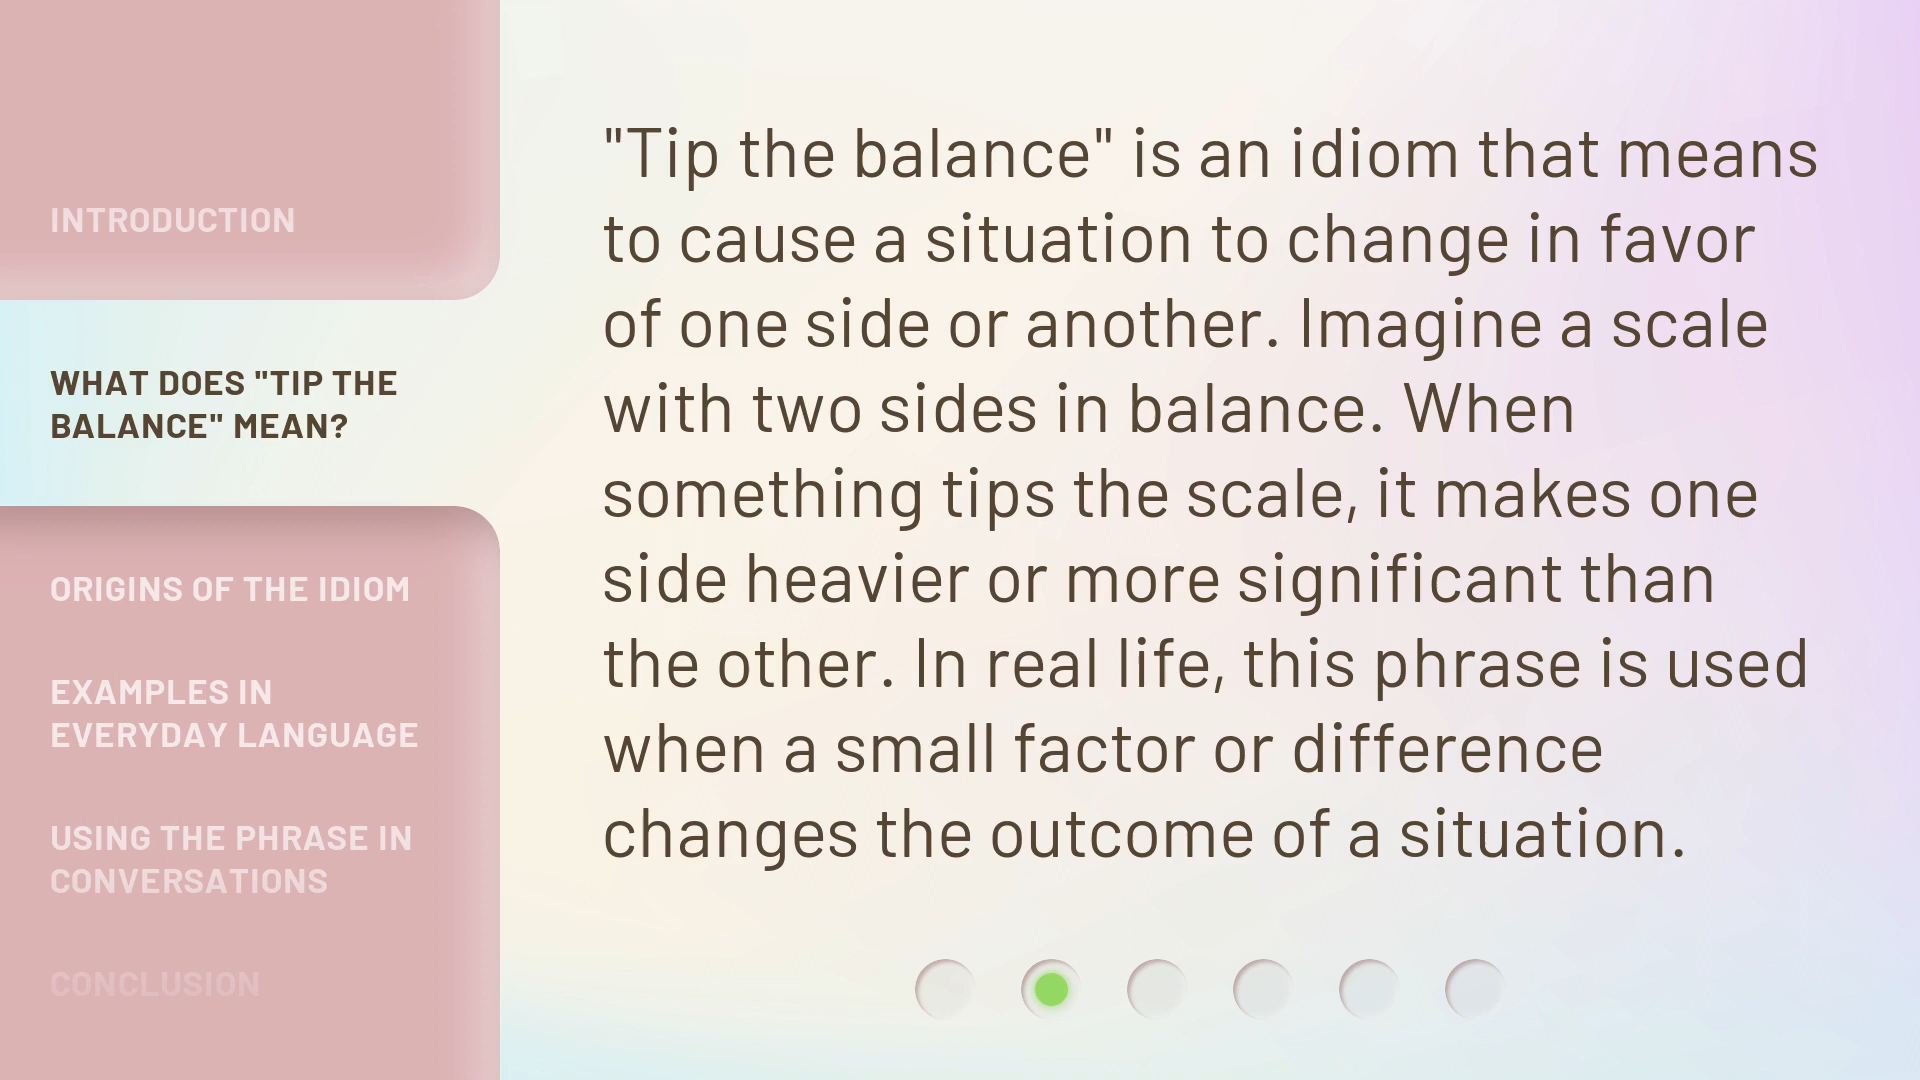 INTRODUCTION
WHAT DOES "TIP THE
BALANCE" MEAN?
ORIGINS OF THE IDIOM
EXAMPLES IN
EVERYDAY LANGUAGE
USING THE PHRASE IN
CONVERSATIONS
CONCLUSION
"Tip the balance" is an idiom that means
to cause a situation to change in favor
of one side or another. Imagine a scale
with two sides in balance. When
something tips the scale, it makes one
side heavier or more significant than
the other. In real life, this phrase is used
when a small factor or difference
changes the outcome of a situation.